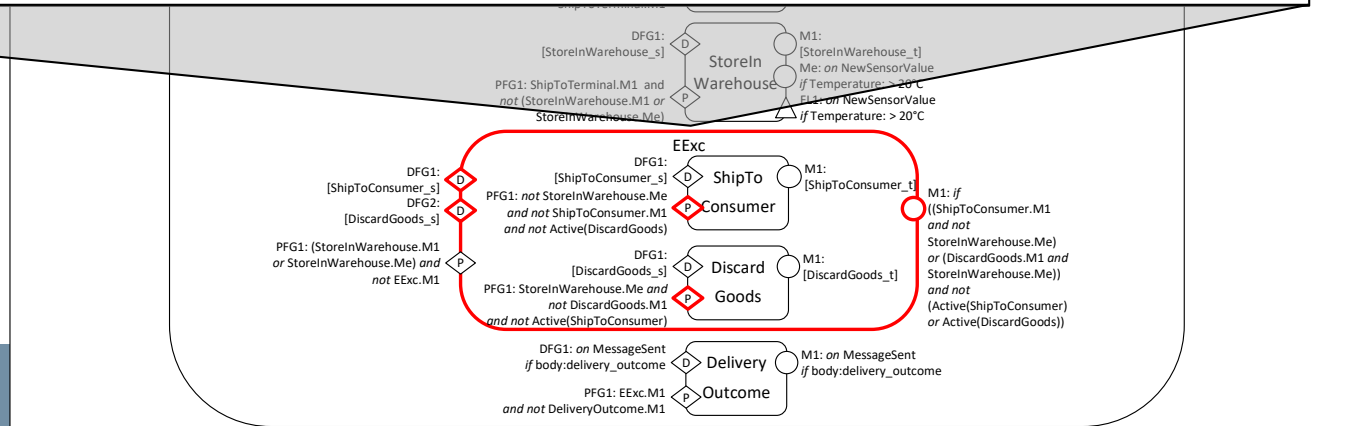 DFG1:
[StoreInWarehouse_s]
D
StoreIn
Warehouse
M1:
[StoreInWarehouse_t]
Me: on NewSensorValue
if Temperature: > 20°C
PFG1: ShipToTerminal.M1 and
not (StoreInWarehouse.M1 or
StoreInWarehouse.Me)
P
FL1: on NewSensorValue
if Temperature: > 20°C
EExc
DFG1:
[ShipToConsumer_s]
D
DFG2:
[DiscardGoods_s]
D
PFG1: (StoreInWarehouse.M1
or StoreInWarehouse.Me) and
not EExc.M1
P
DFG1:
[ShipToConsumer_s]
D
PFG1: not StoreInWarehouse.Me
and not ShipToConsumer.M1
and not Active(DiscardGoods)
P
ShipTo
Consumer
M1:
[ShipToConsumer_t]
DFG1:
[DiscardGoods_s]
D
PFG1: StoreInWarehouse.Me and
not DiscardGoods.M1
and not Active(ShipToConsumer)
P
Discard
Goods
M1:
[DiscardGoods_t]
M1: if
((ShipToConsumer.M1
and not
StoreInWarehouse.Me)
or (DiscardGoods.M1 and
StoreInWarehouse.Me))
and not
(Active(ShipToConsumer)
or Active(DiscardGoods))
DFG1: on MessageSent
if body:delivery_outcome
D
PFG1: EExc.M1
and not DeliveryOutcome.M1
P
Delivery
Outcome
M1: on MessageSent
if body:delivery_outcome